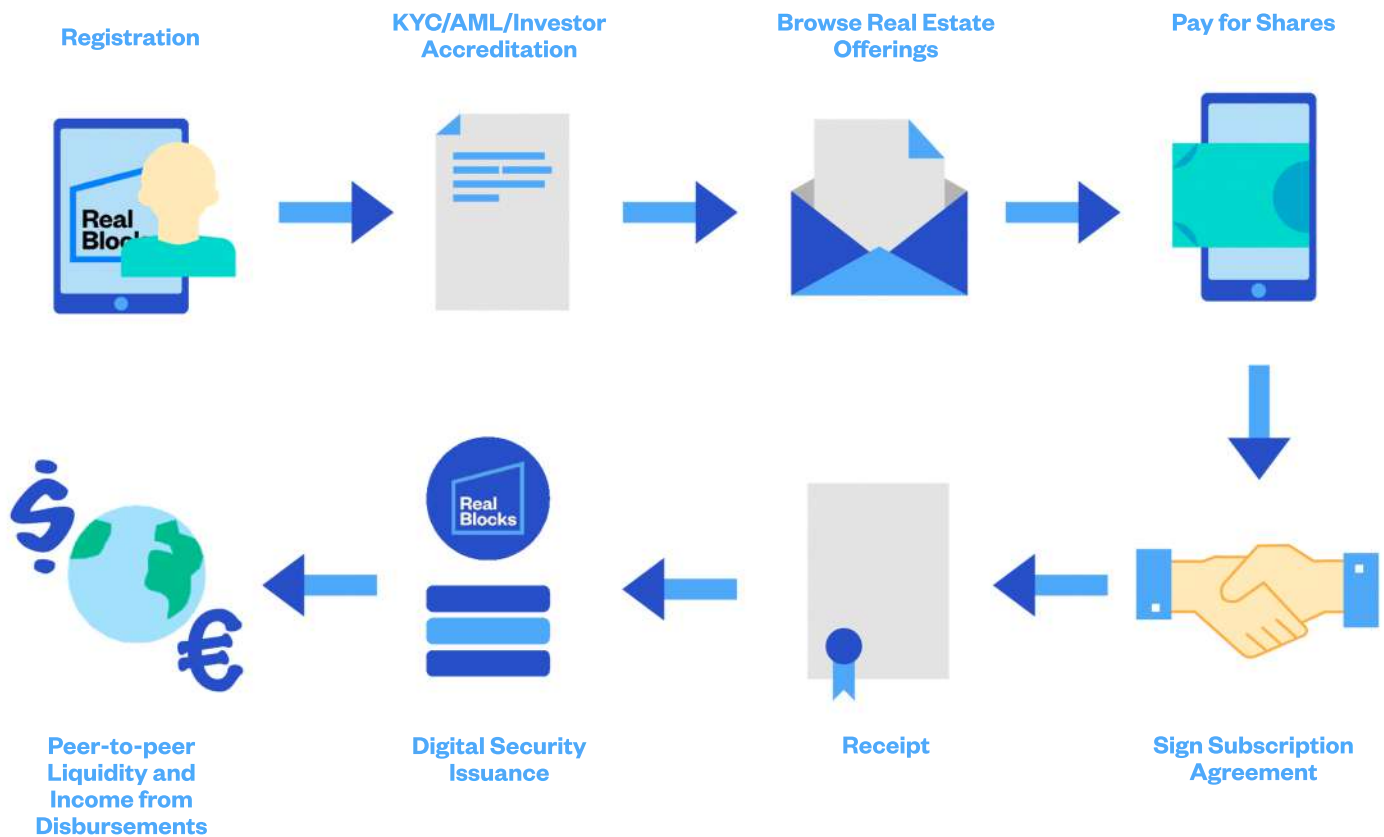 Registration
KYC/AML/Investor
Accreditation
Browse Real Estate
Offerings
Pay for Shares
Real
Blocks
$
€
Real
Blocks
Peer-to-peer
Liquidity and
Income from
Disbursements
Digital Security
Issuance
Receipt
Sign Subscription
Agreement